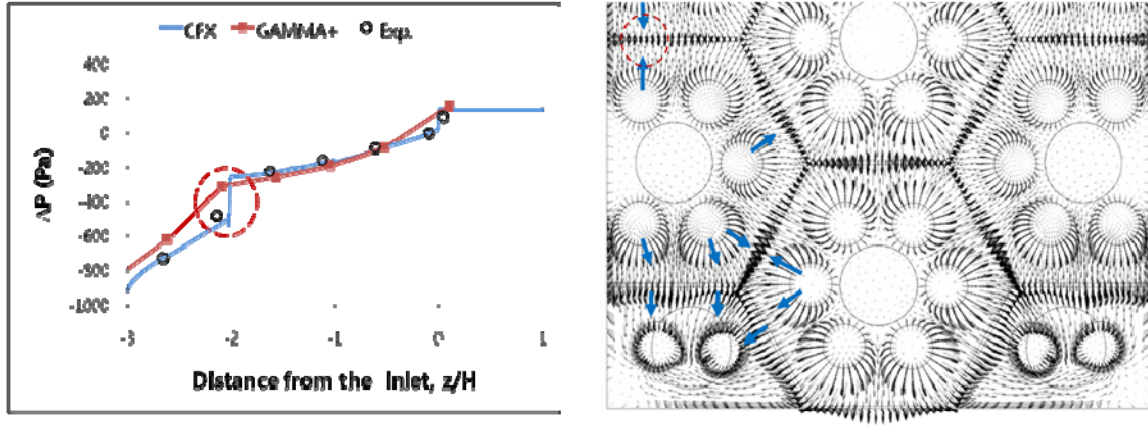 CFX GAMMA+ Exp.
400
200
0
-200
-400
-600
-800
-1000
-3 -2 -1 0 1
ΔP (Pa)
Distance from the Inlet, z/H